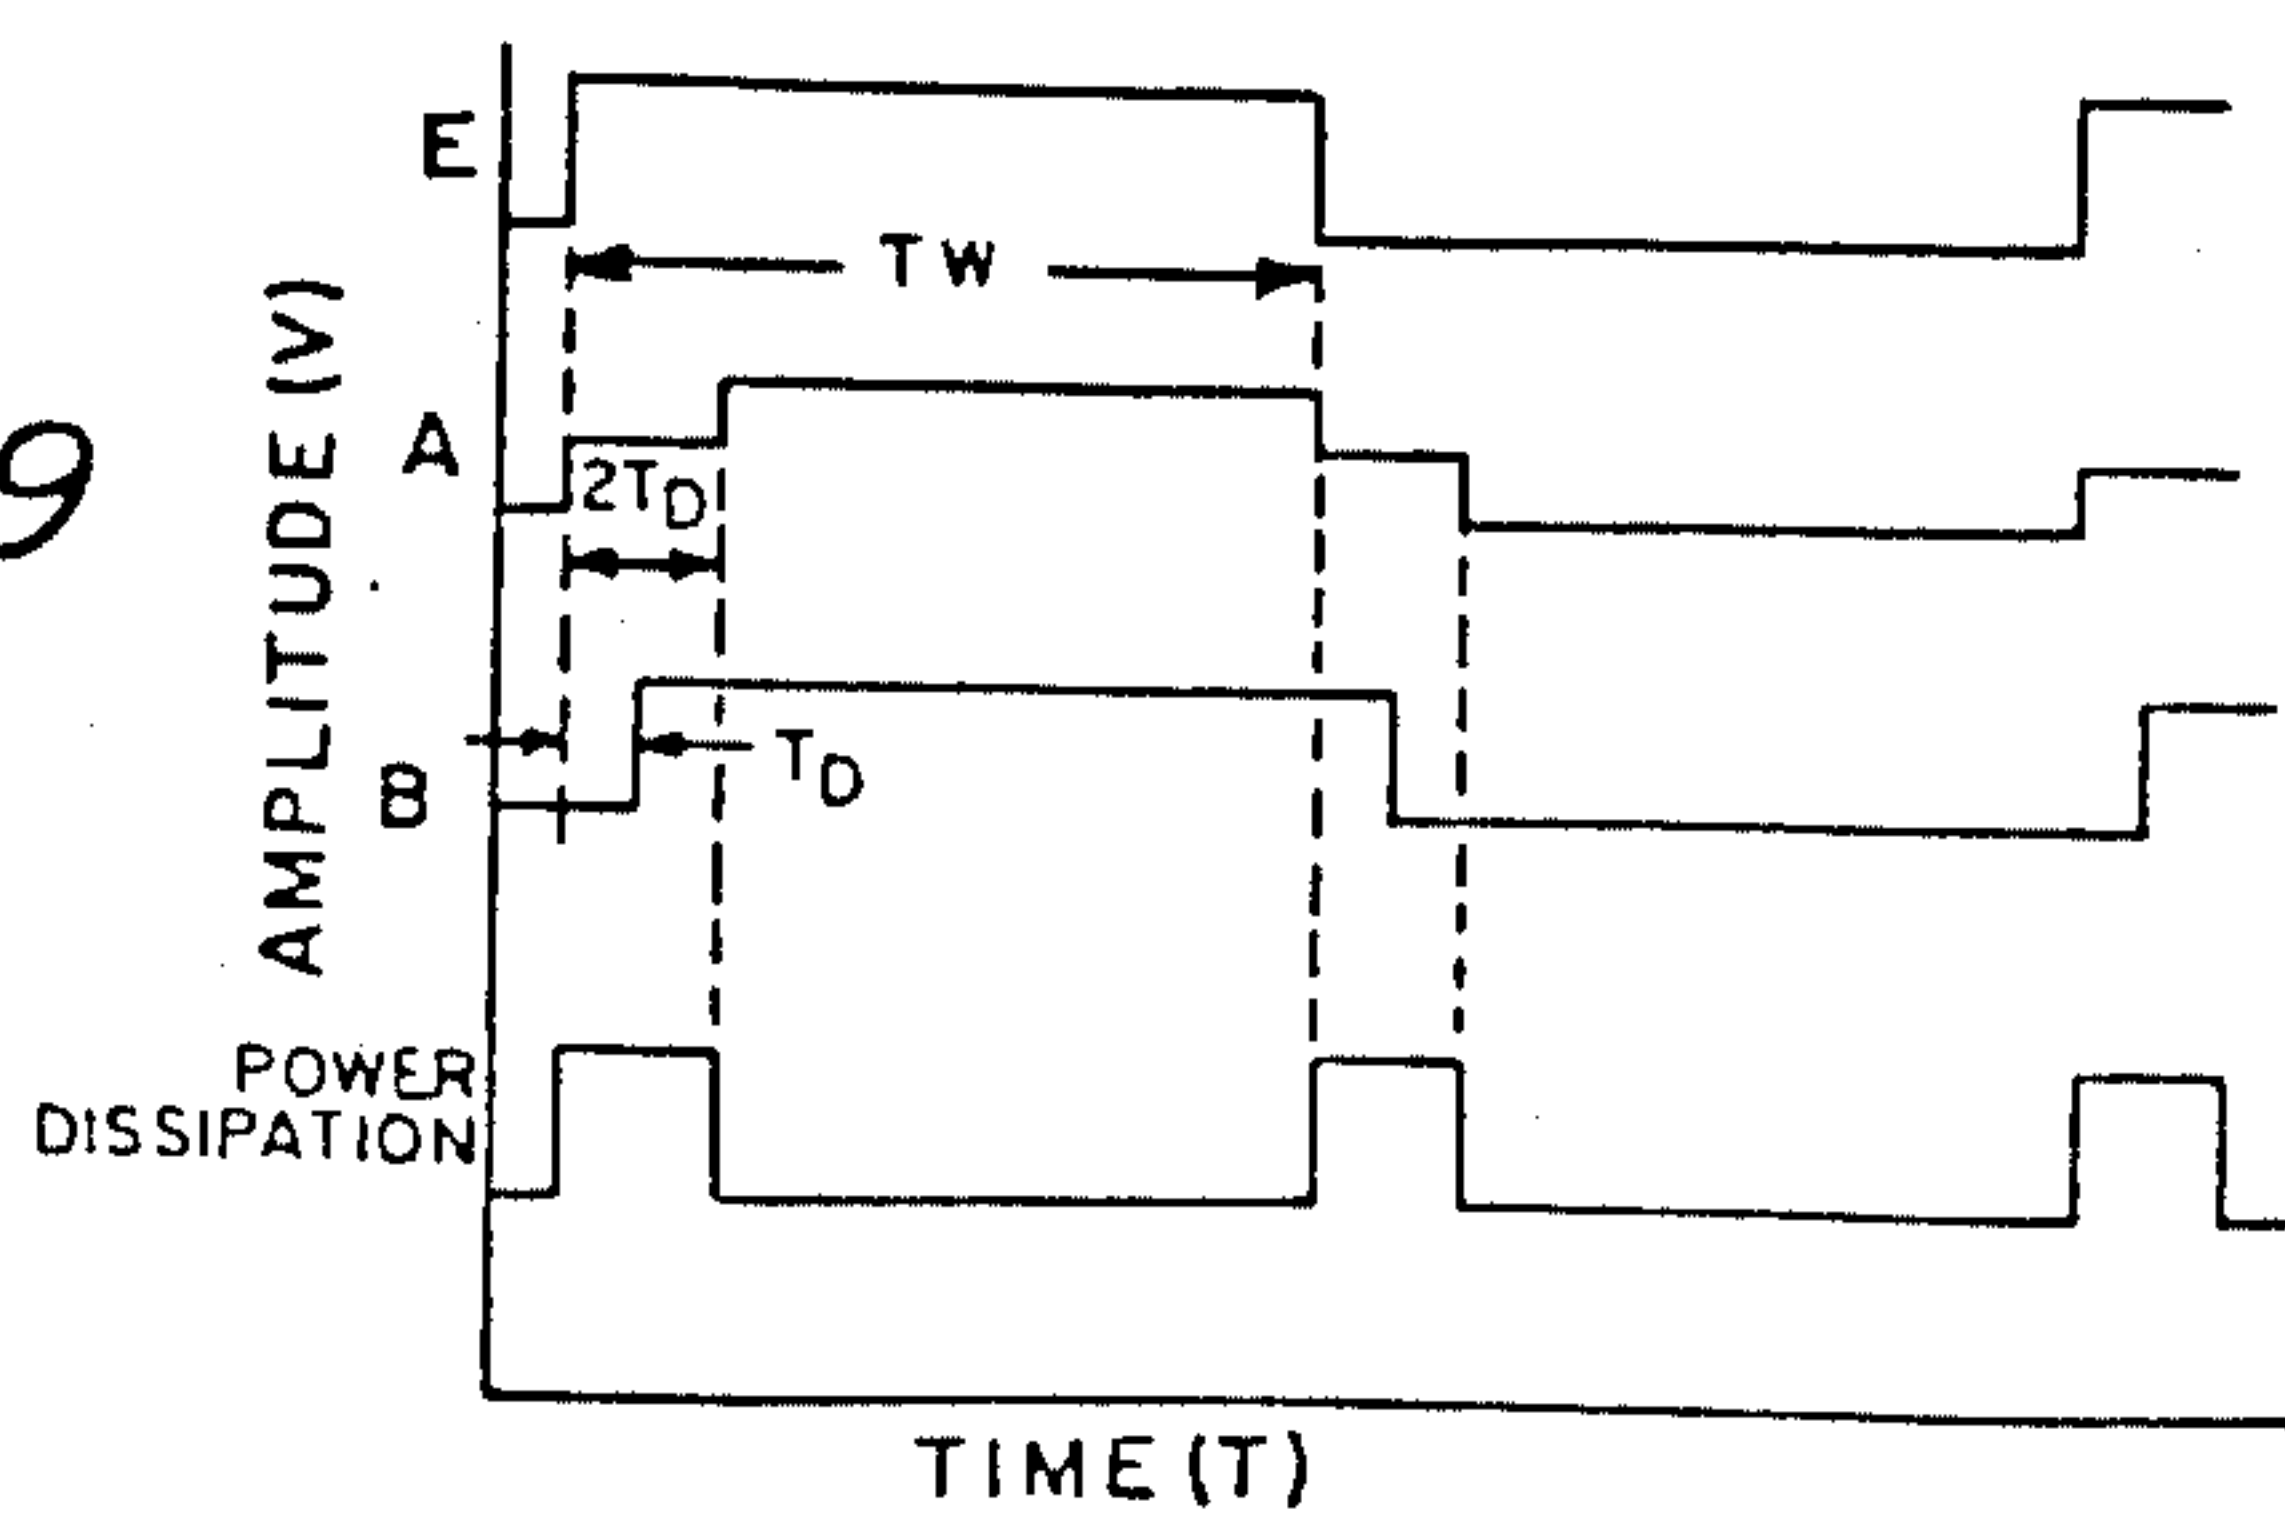 E
TW
AMPLITUDE (V)
A
2TD
9
B
TD
POWER
DISSIPATION
TIME (T)